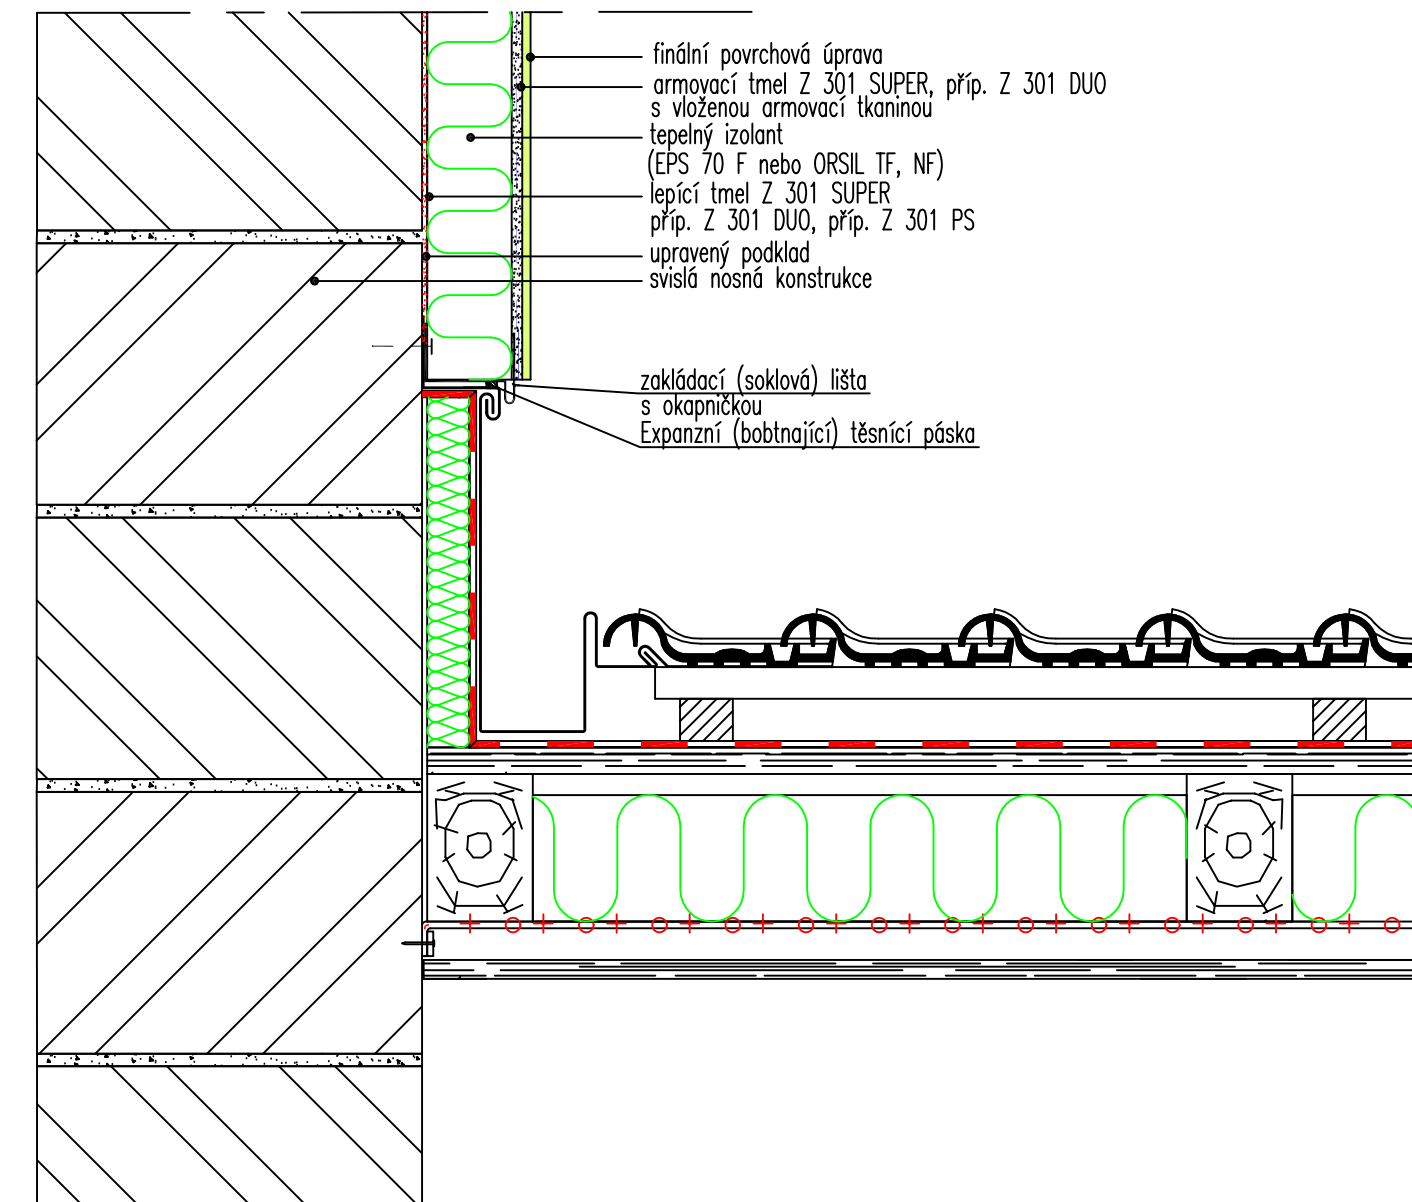 finální povrchová úprava
armovací tmel Z 301 SUPER, příp. Z 301 DUO
s vloženou armovací tkaninou
tepelný izolant
(EPS 70 F nebo ORSIL TF, NF)
lepící tmel Z 301 SUPER
příp. Z 301 DUO, příp. Z 301 PS
upravený podklad
svislá nosná konstrukce
zakládací (soklová) lišta
s okapničkou
Expanzní (bobtnající) těsnící páska